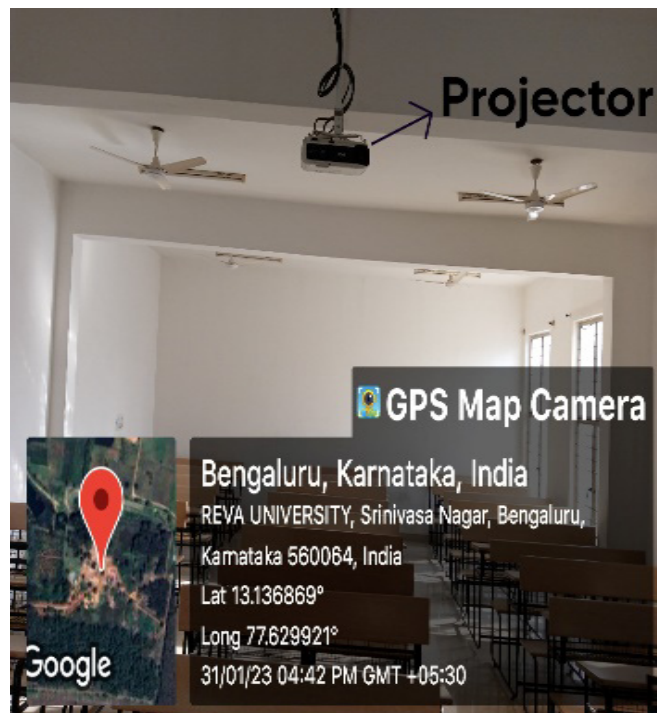 Projector
GPS Map Camera
Bengaluru, Karnataka, India
REVA UNIVERSITY, Srinivasa Nagar, Bengaluru,
Karnataka 560064, India
Lat 13.136869°
Long 77.629921°
31/01/23 04:42 PM GMT +05:30
Google